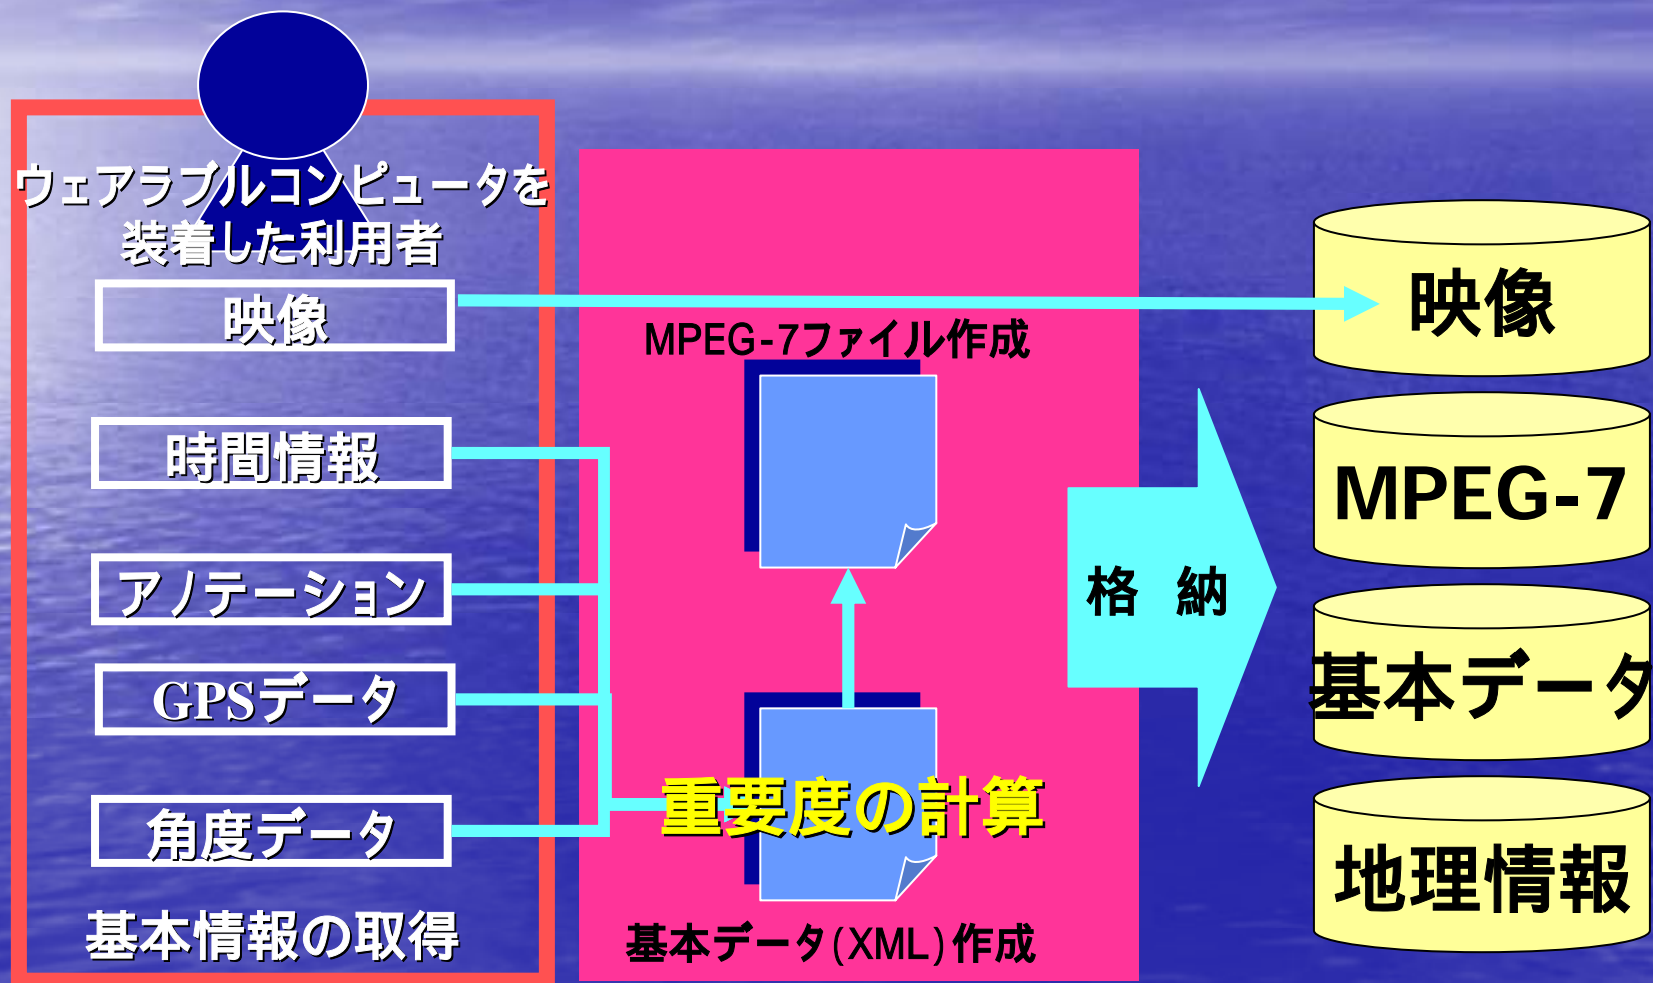 ウェアラブルコンピュータを
装着した利用者
映像
時間情報
アノテーション
GPSデータ
角度データ
基本情報の取得
MPEG-7ファイル作成
重要度の計算
基本データ(XML)作成
格 納
映像
MPEG-7
基本データ
地理情報